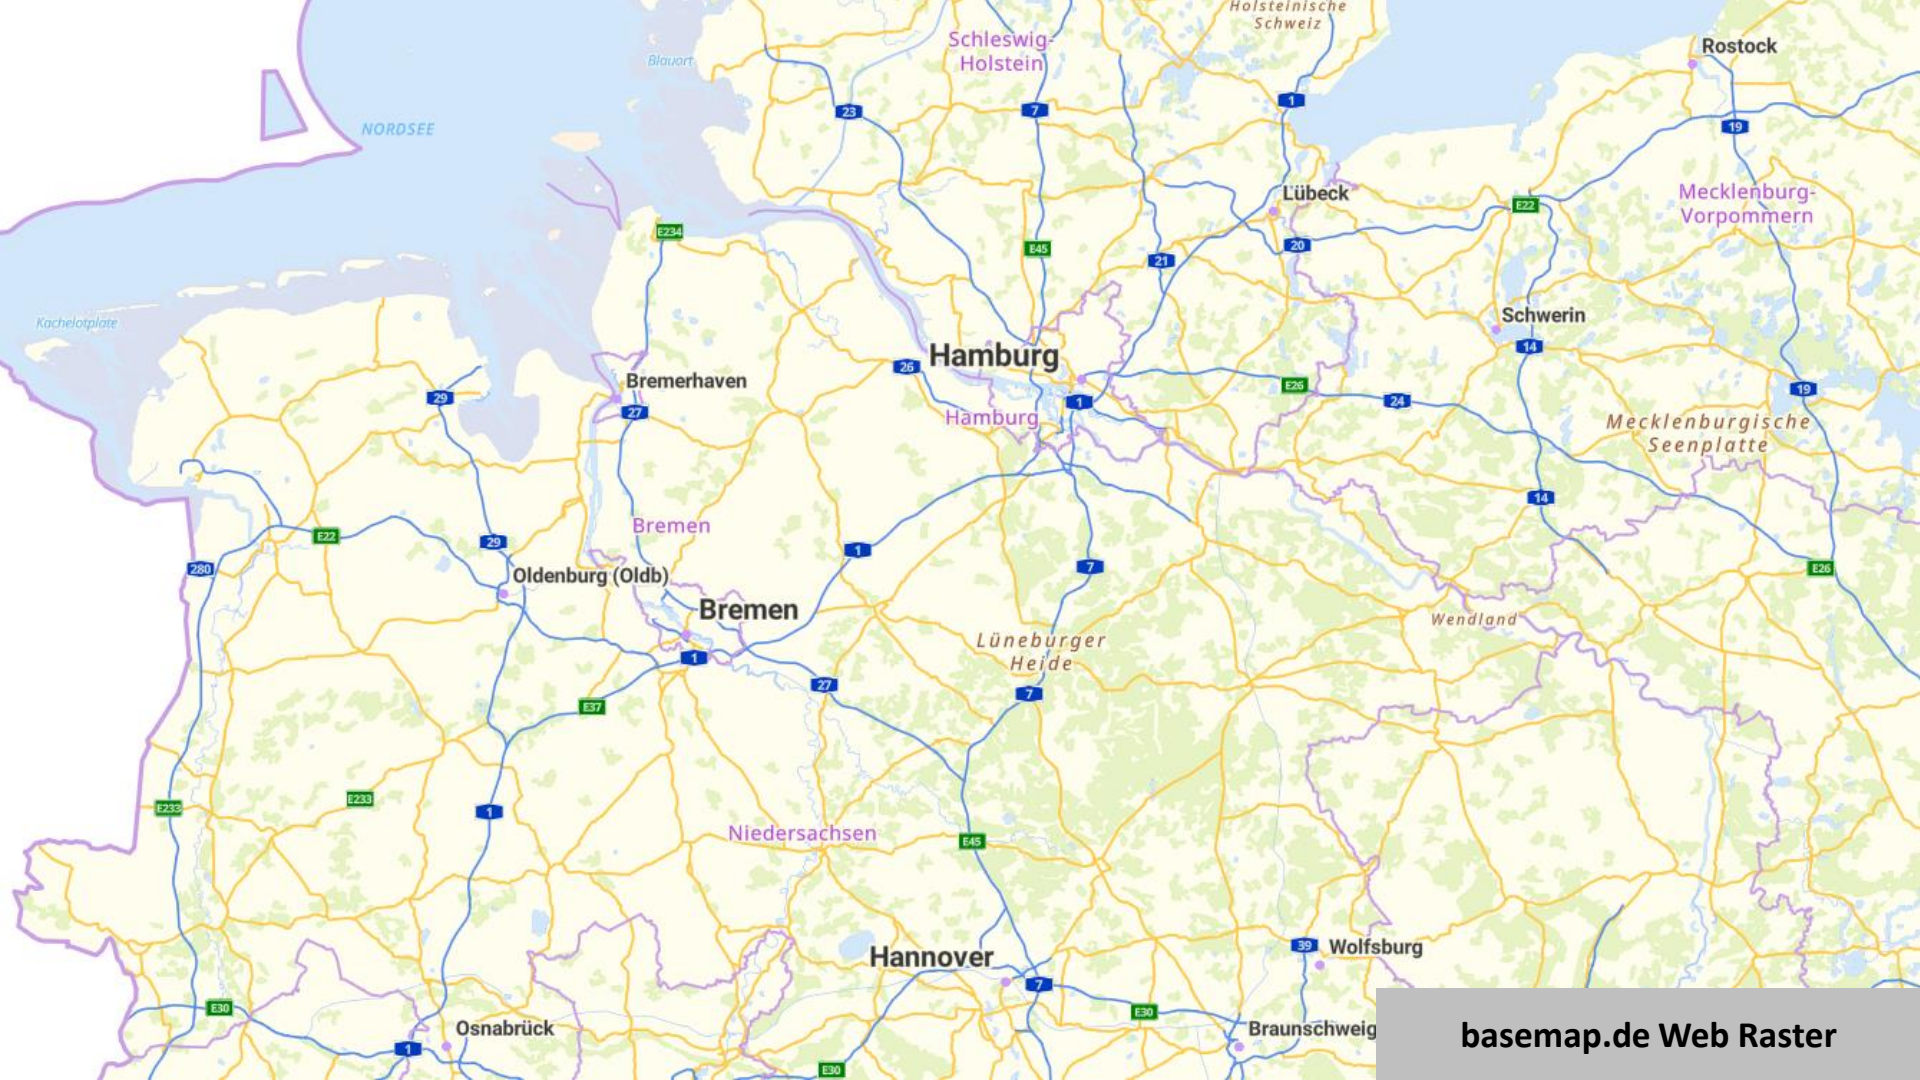 Holsteinische
Schweiz
Schleswig-
Holstein
Rostock
Blauort
23
7
1
NORDSEE
19
Lübeck
Mecklenburg-
Vorpommern
E22
E234
E45
20
21
Kachelotplate
Schwerin
14
Hamburg
26
Bremerhaven
E26
19
29
27
Hamburg
1
24
Mecklenburgische
Seenplatte
14
Bremen
E22
29
1
280
7
E26
Oldenburg (Oldb)
Bremen
Wendland
Lüneburger
Heide
1
27
7
E37
E233
E233
1
Niedersachsen
E45
Hannover
39
Wolfsburg
7
E30
E30
Osnabrück
Braunschweig
1
E30
basemap.de Web Raster